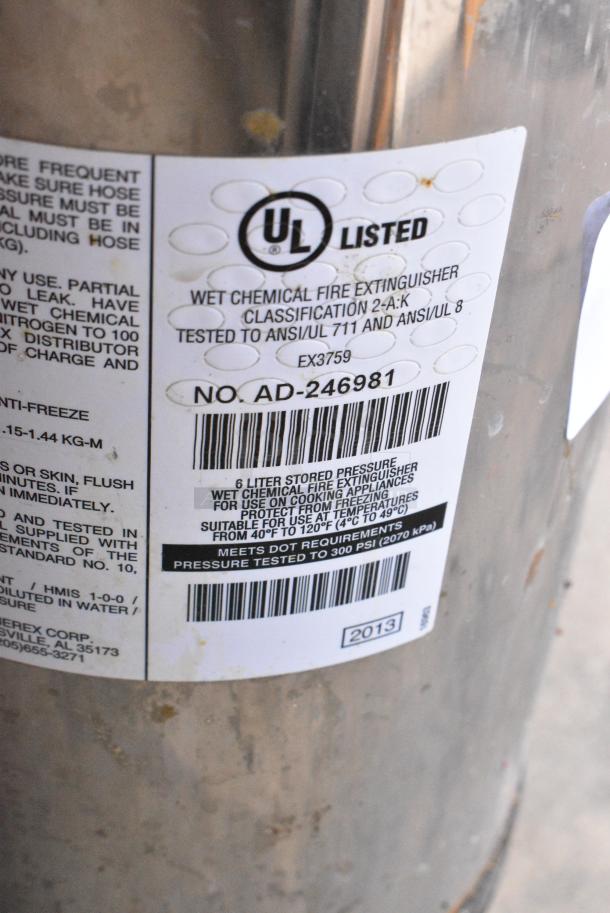 ORE FREQUENT
AKE SURE HOSE
SSURE MUST BE
AL MUST BE IN
NCLUDING HOSE
KG).
NY USE. PARTIAL
O LEAK. HAVE
WET CHEMICAL
NITROGEN TO 100
X DISTRIBUTOR
OF CHARGE AND
NTI-FREEZE
.15-1.44 KG-M
S OR SKIN, FLUSH
MINUTES. IF
N IMMEDIATELY.
D AND TESTED IN
L SUPPLIED WITH
EMENTS OF THE
STANDARD NO. 10,
NT / HMIS 1-0-0 /
DILUTED IN WATER /
SURE
MEREX CORP.
SVILLE, AL 35173
205)655-3271
UL ® LISTED
WET CHEMICAL FIRE EXTINGUISHER
CLASSIFICATION 2-A:K
TESTED TO ANSI/UL 711 AND ANSI/UL 8
EX3759
NO. AD-246981
6 LITER STORED PRESSURE
WET CHEMICAL FIRE EXTINGUISHER
FOR USE ON COOKING APPLIANCES
PROTECT FROM FREEZING
SUITABLE FOR USE AT TEMPERATURES
FROM 40°F TO 120°F (4°C TO 49°C)
MEETS DOT REQUIREMENTS
PRESSURE TESTED TO 300 PSI (2070 kPa)
2013